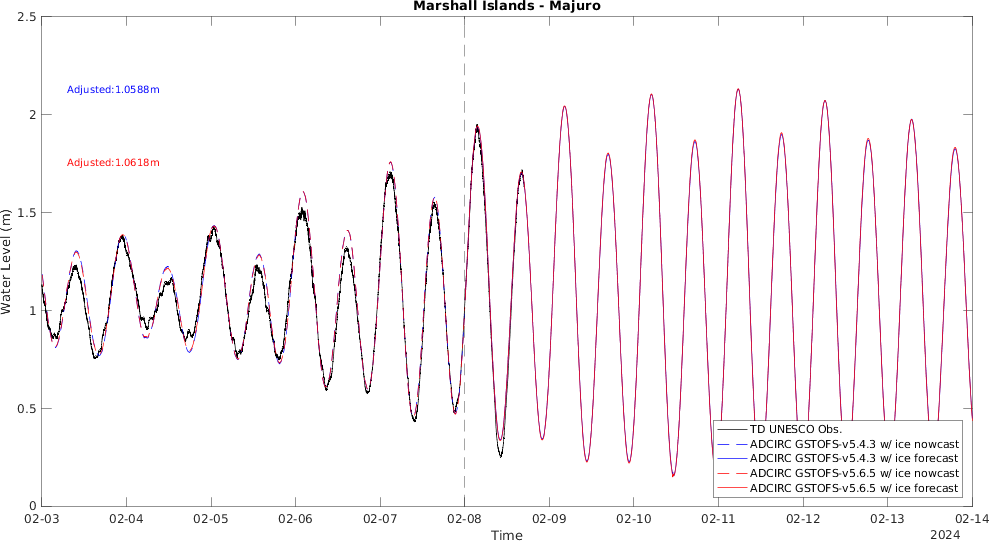 Marshall Islands - Majuro
2.5
2
1.5
1
0.5
0
Water Level (m)
Adjusted:1.0588m
Adjusted:1.0618m
TD UNESCO Obs.
ADCIRC GSTOFS-v5.4.3 w/ ice nowcast
ADCIRC GSTOFS-v5.4.3 w/ ice forecast
ADCIRC GSTOFS-v5.6.5 w/ ice nowcast
ADCIRC GSTOFS-v5.6.5 w/ ice forecast
02-03 02-04 02-05 02-06 02-07 02-08 02-09 02-10 02-11 02-12 02-13 02-14
Time
2024